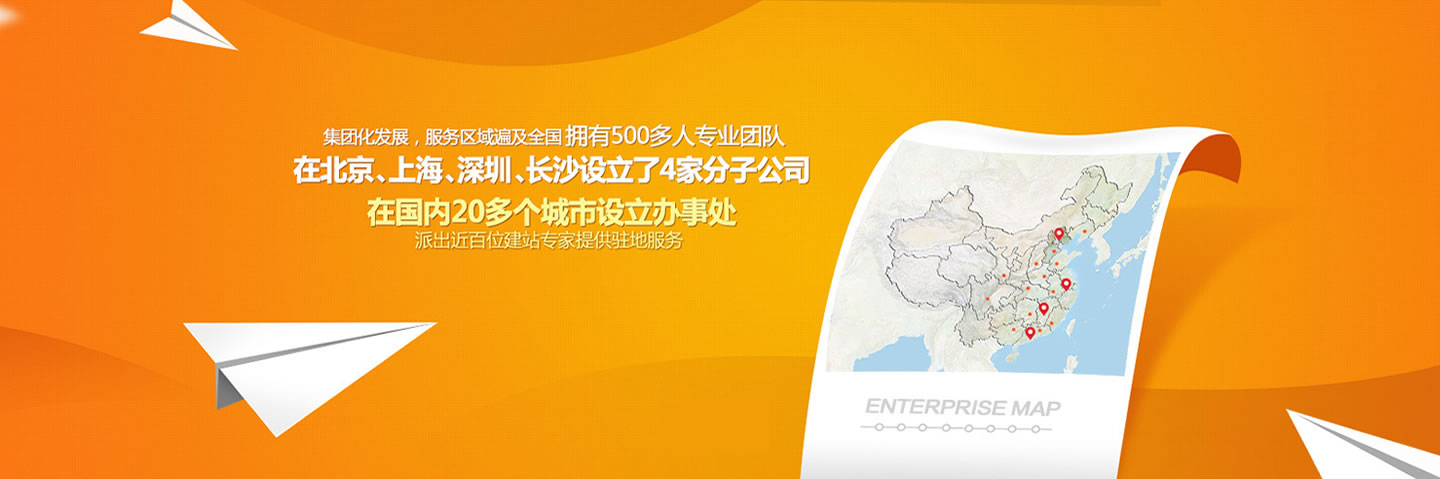 集团化发展，服务区域遍及全国 拥有500多人专业团队
在北京、上海、深圳、长沙设立了4家分子公司
在国内20多个城市设立办事处
派出近百位建站专家提供驻地服务
ENTERPRISE MAP